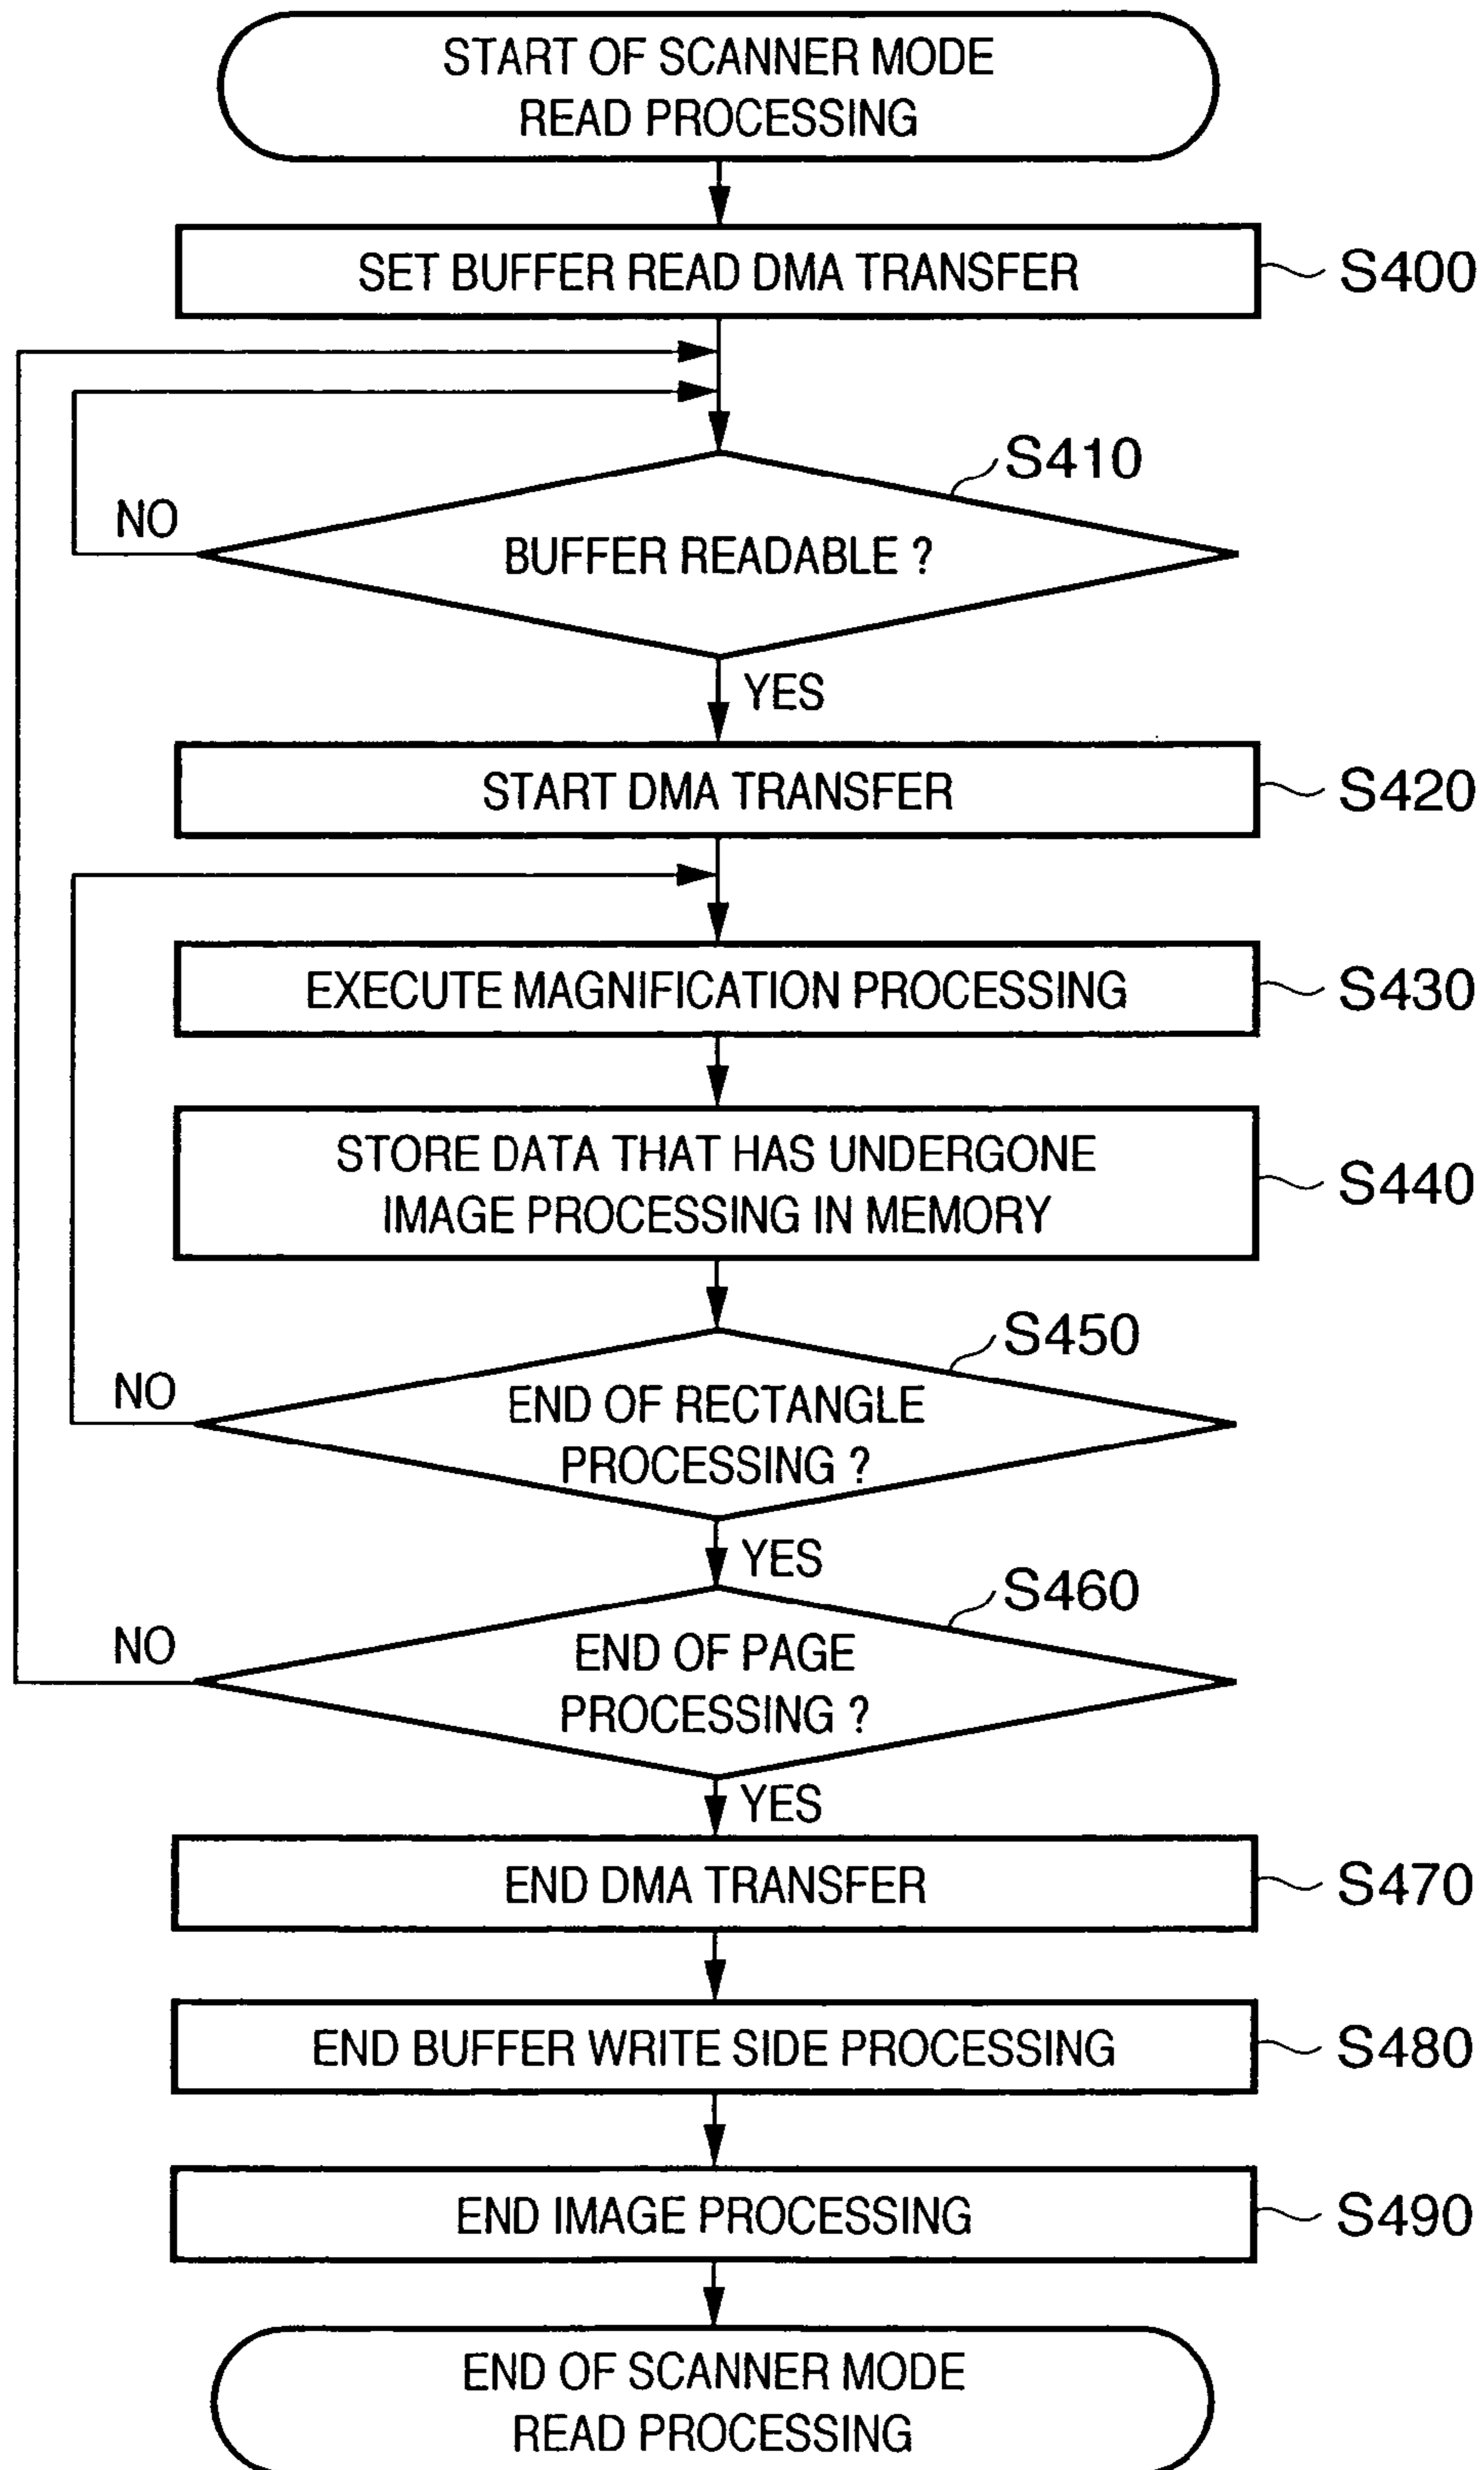 START OF SCANNER MODE
READ PROCESSING
SET BUFFER READ DMA TRANSFER
S400
S410
NO
BUFFER READABLE ?
YES
START DMA TRANSFER
S420
EXECUTE MAGNIFICATION PROCESSING
S430
STORE DATA THAT HAS UNDERGONE
IMAGE PROCESSING IN MEMORY
S440
S450
NO
END OF RECTANGLE
PROCESSING ?
YES
S460
NO
END OF PAGE
PROCESSING ?
YES
END DMA TRANSFER
S470
END BUFFER WRITE SIDE PROCESSING
S480
END IMAGE PROCESSING
S490
END OF SCANNER MODE
READ PROCESSING